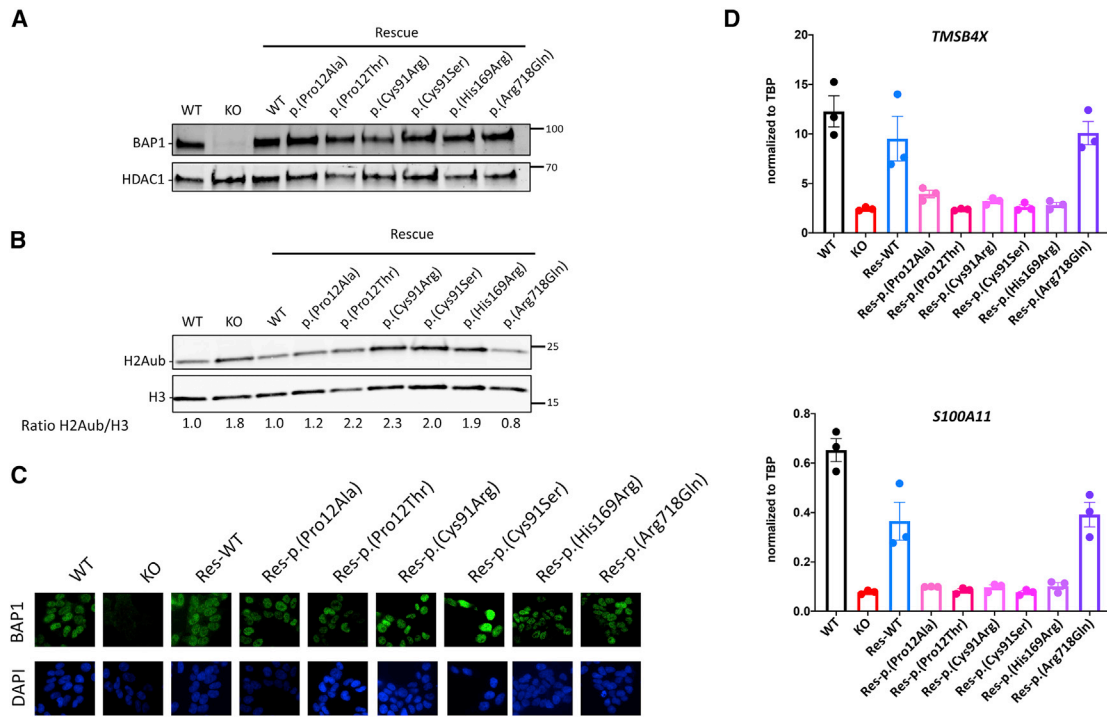 A
Rescue
WT
KO
WT
p.(Pro12Ala)
p.(Pro12Thr)
p.(Cys91Arg)
p.(Cys91Ser)
p.(His169Arg)
p.(Arg718Gln)
BAP1
100
HDAC1
70
B
Rescue
WT
KO
WT
p.(Pro12Ala)
p.(Pro12Thr)
p.(Cys91Arg)
p.(Cys91Ser)
p.(His169Arg)
p.(Arg718Gln)
H2Aub
25
H3
15
Ratio H2Aub/H3 1.0 1.8 1.0 1.2 2.2 2.3 2.0 1.9 0.8
C
WT
KO
Res-WT
Res-p.(Pro12Ala)
Res-p.(Pro12Thr)
Res-p.(Cys91Arg)
Res-p.(Cys91Ser)
Res-p.(His169Arg)
Res-p.(Arg718Gln)
BAP1
DAPI
D
TMSB4X
normalized to TBP
20
15
10
5
0
WT
KO
Res-WT
Res-p.(Pro12Ala)
Res-p.(Pro12Thr)
Res-p.(Cys91Arg)
Res-p.(Cys91Ser)
Res-p.(His169Arg)
Res-p.(Arg718Gln)
S100A11
normalized to TBP
0.8
0.6
0.4
0.2
0.0
WT
KO
Res-WT
Res-p.(Pro12Ala)
Res-p.(Pro12Thr)
Res-p.(Cys91Arg)
Res-p.(Cys91Ser)
Res-p.(His169Arg)
Res-p.(Arg718Gln)